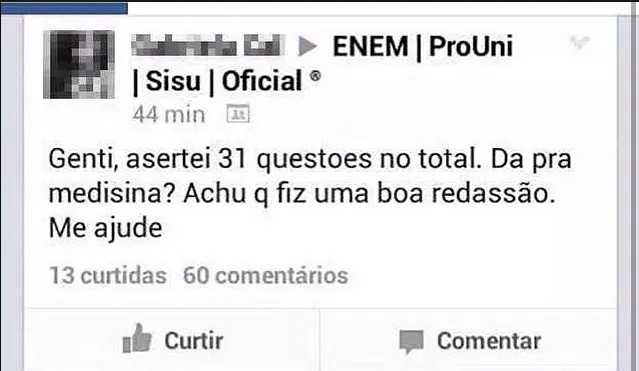 ENEM | ProUni
| Sisu | Oficial ®
44 min
Genti, asertei 31 questoes no total. Da pra
medisina? Achu q fiz uma boa redassão.
Me ajude
13 curtidas 60 comentários
Curtir Comentar